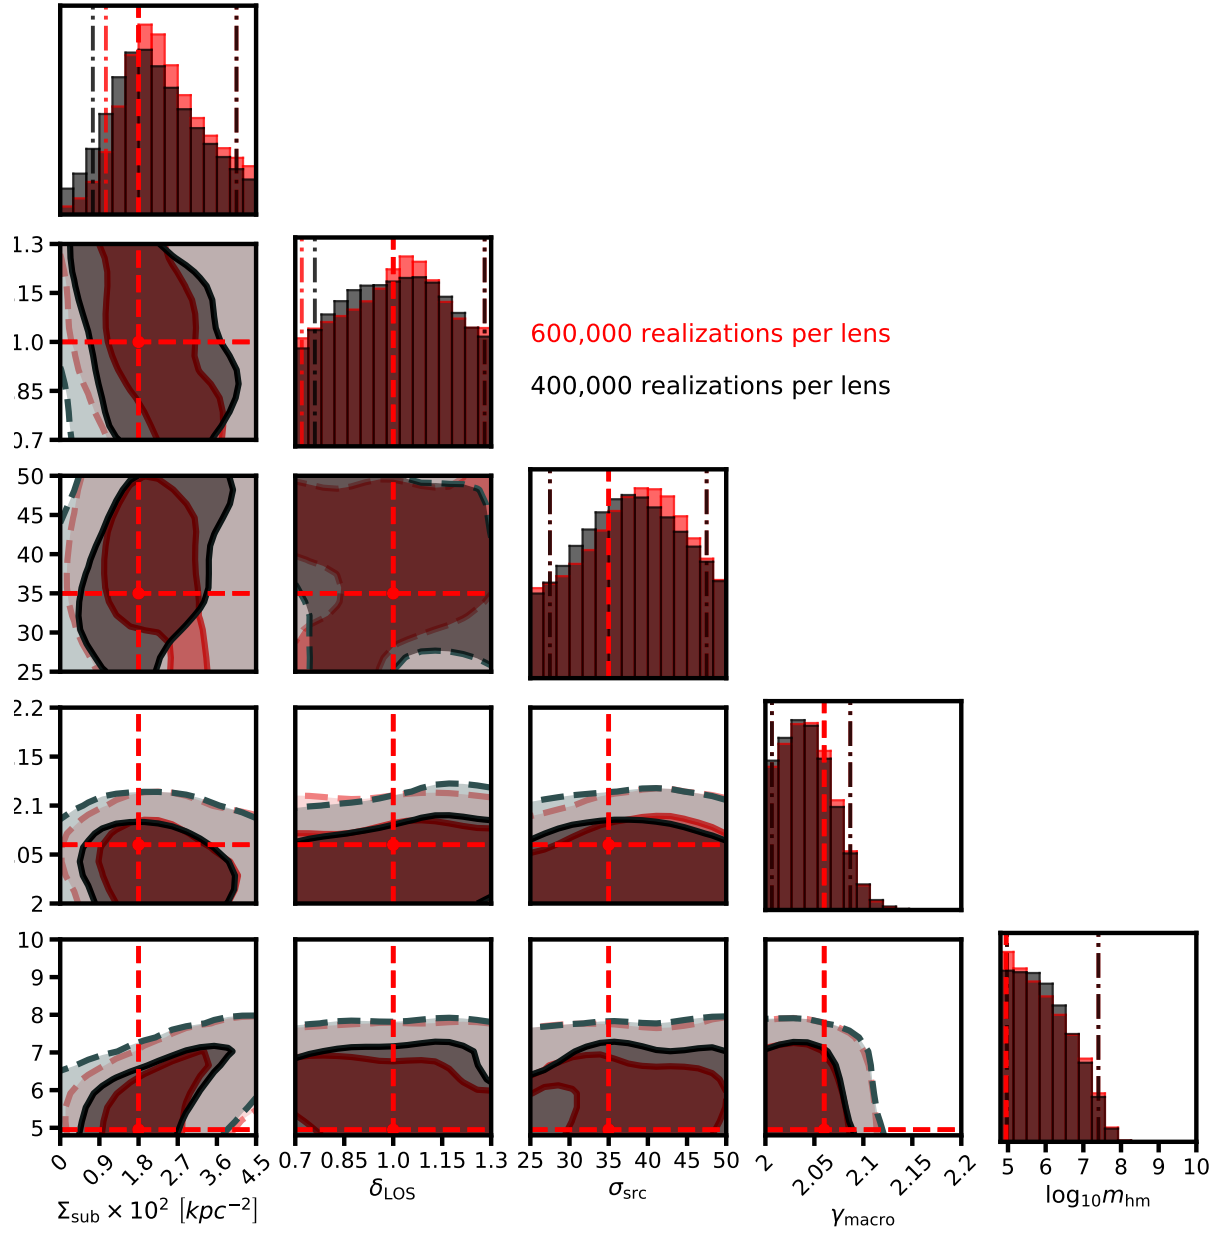 1.3
.15
1.0
.85
0.7
600,000 realizations per lens
400,000 realizations per lens
50
45
40
35
30
25
2.2
.15
2.1
.05
2
10
9
8
7
6
5
0 0.9 1.8 2.7 3.6 4.5
0.7 0.85 1.0 1.15 1.3
25 30 35 40 45 50
2 2.05 2.1 2.15 2.2
5 6 7 8 9 10
Σsub × 10² [kpc⁻²]
δLOS
σsrc
γmacro
log₁₀mhm